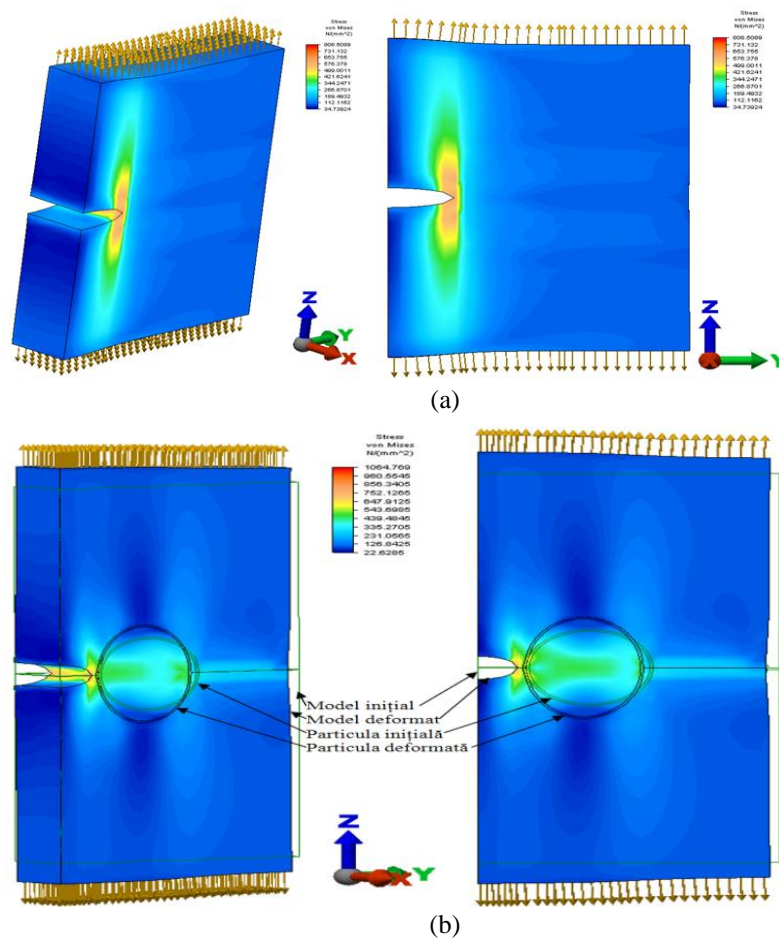 Stress
von Mises
N/(mm^2)
808.5089
731.132
653.755
576.378
499.0011
421.6241
344.2471
266.8701
189.4932
112.1162
34.73924
Z
Y
X
Stress
von Mises
N/(mm^2)
808.5089
731.132
653.755
576.378
499.0011
421.6241
344.2471
266.8701
189.4932
112.1162
34.73924
Z
Y
(a)
Stress
von Mises
N/(mm^2)
1064.769
960.5545
856.3405
752.1265
647.9125
543.6985
439.4845
335.2705
231.0565
126.8425
22.6285
Model inițial
Model deformat
Particula inițială
Particula deformată
Z
X
Y
(b)